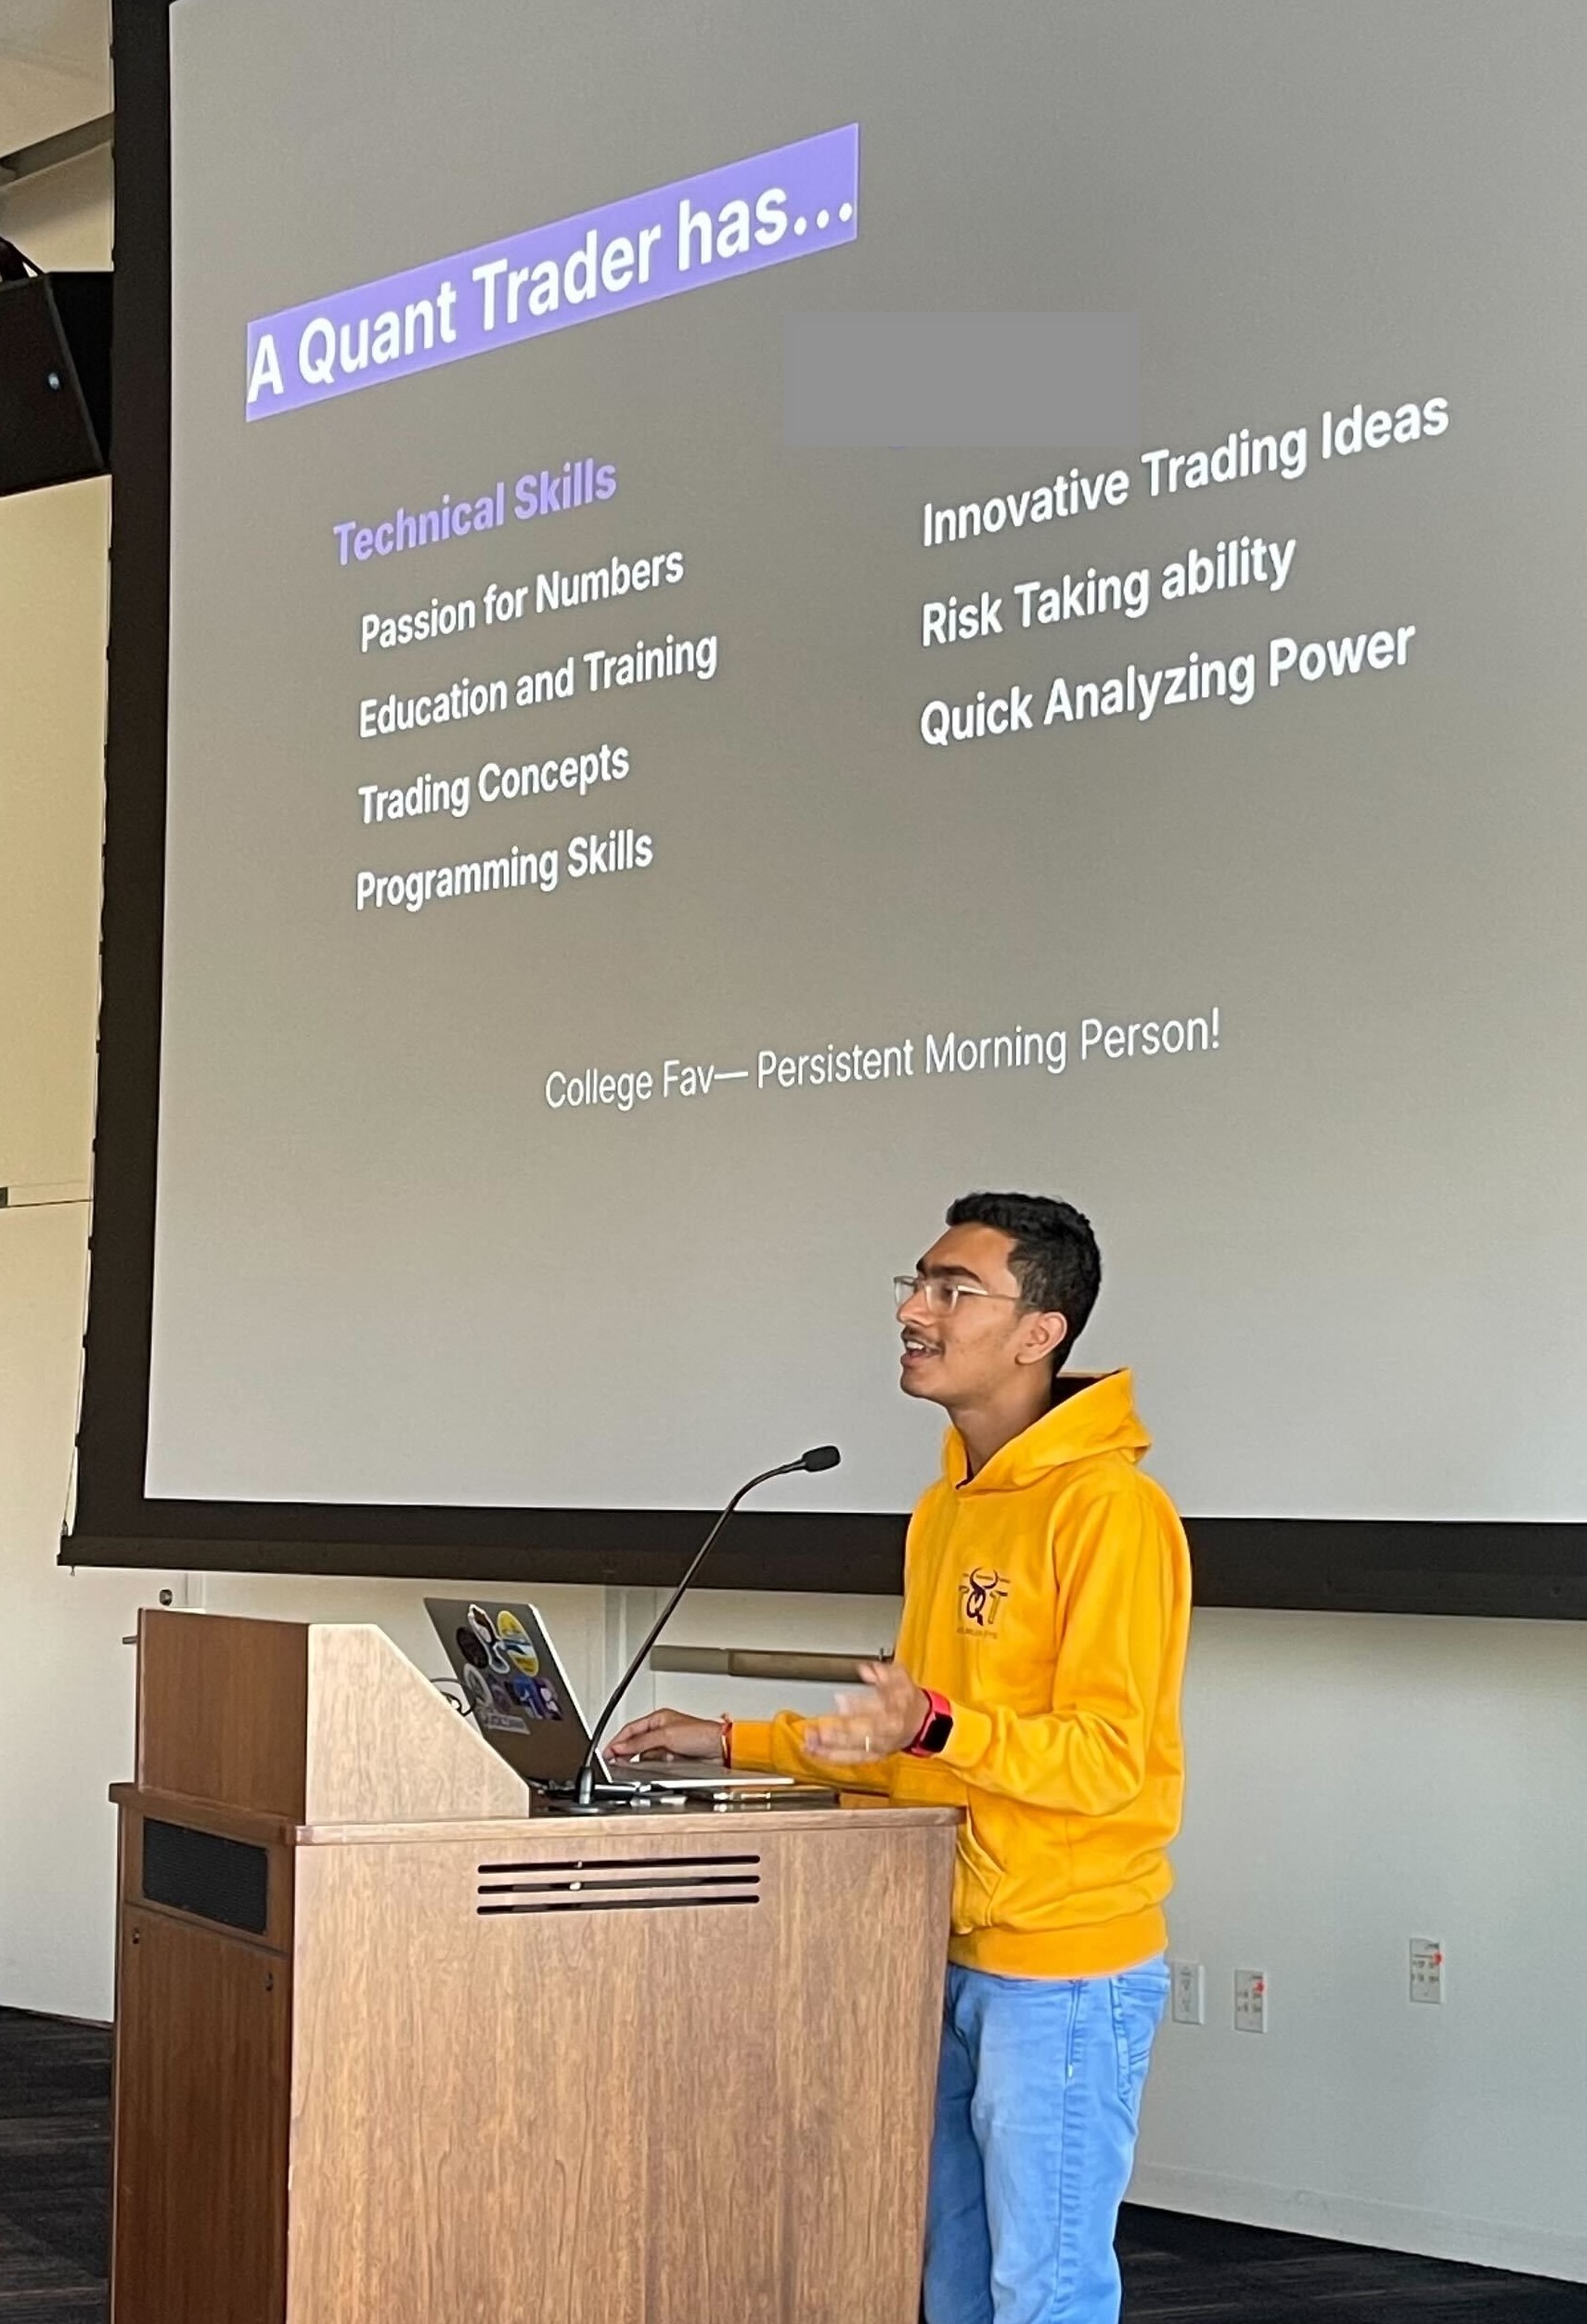 A Quant Trader has...
Technical Skills
Passion for Numbers
Education and Training
Trading Concepts
Programming Skills
Innovative Trading Ideas
Risk Taking ability
Quick Analyzing Power
College Fav— Persistent Morning Person!